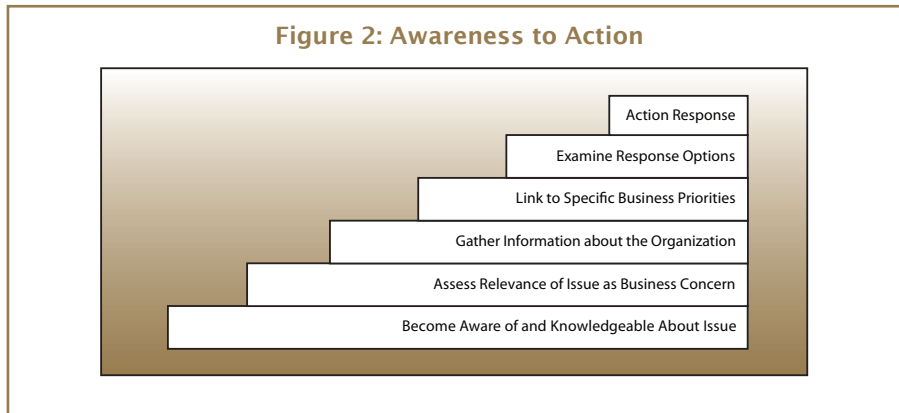 Figure 2: Awareness to Action
Action Response
Examine Response Options
Link to Specific Business Priorities
Gather Information about the Organization
Assess Relevance of Issue as Business Concern
Become Aware of and Knowledgeable About Issue